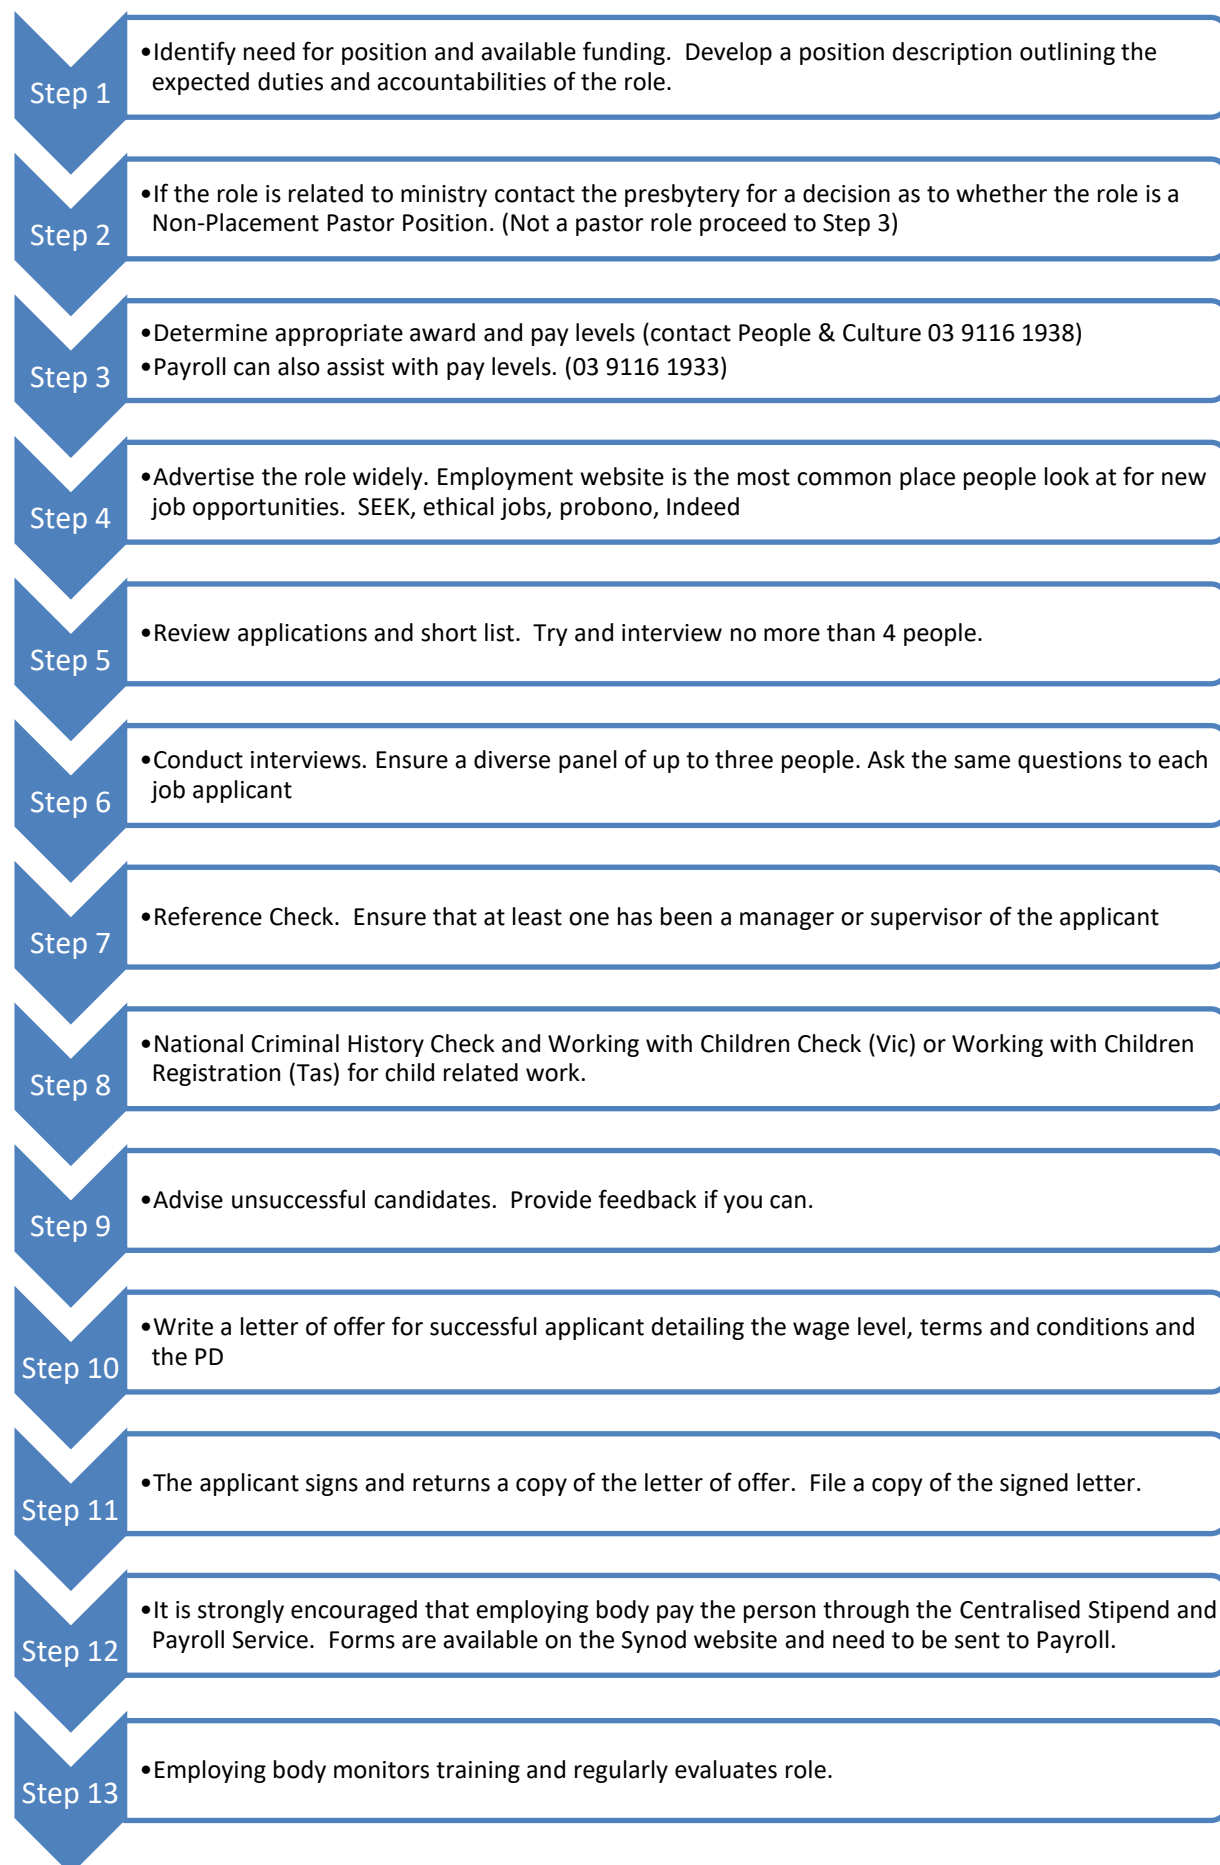 Step 1
•Identify need for position and available funding.  Develop a position description outlining the
expected duties and accountabilities of the role.
Step 2
•If the role is related to ministry contact the presbytery for a decision as to whether the role is a
Non-Placement Pastor Position. (Not a pastor role proceed to Step 3)
Step 3
•Determine appropriate award and pay levels (contact People & Culture 03 9116 1938)
•Payroll can also assist with pay levels. (03 9116 1933)
Step 4
•Advertise the role widely. Employment website is the most common place people look at for new
job opportunities.  SEEK, ethical jobs, probono, Indeed
Step 5
•Review applications and short list.  Try and interview no more than 4 people.
Step 6
•Conduct interviews. Ensure a diverse panel of up to three people. Ask the same questions to each
job applicant
Step 7
•Reference Check.  Ensure that at least one has been a manager or supervisor of the applicant
Step 8
•National Criminal History Check and Working with Children Check (Vic) or Working with Children
Registration (Tas) for child related work.
Step 9
•Advise unsuccessful candidates.  Provide feedback if you can.
Step 10
•Write a letter of offer for successful applicant detailing the wage level, terms and conditions and
the PD
Step 11
•The applicant signs and returns a copy of the letter of offer.  File a copy of the signed letter.
Step 12
•It is strongly encouraged that employing body pay the person through the Centralised Stipend and
Payroll Service.  Forms are available on the Synod website and need to be sent to Payroll.
Step 13
•Employing body monitors training and regularly evaluates role.